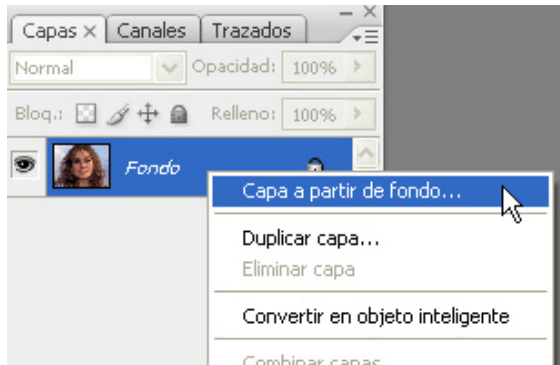 Capas × Canales Trazados
Normal Opacidad: 100%
Bloq.: Relleno: 100%
Fondo
Capa a partir de fondo...
Duplicar capa...
Eliminar capa
Convertir en objeto inteligente
Combinar capas